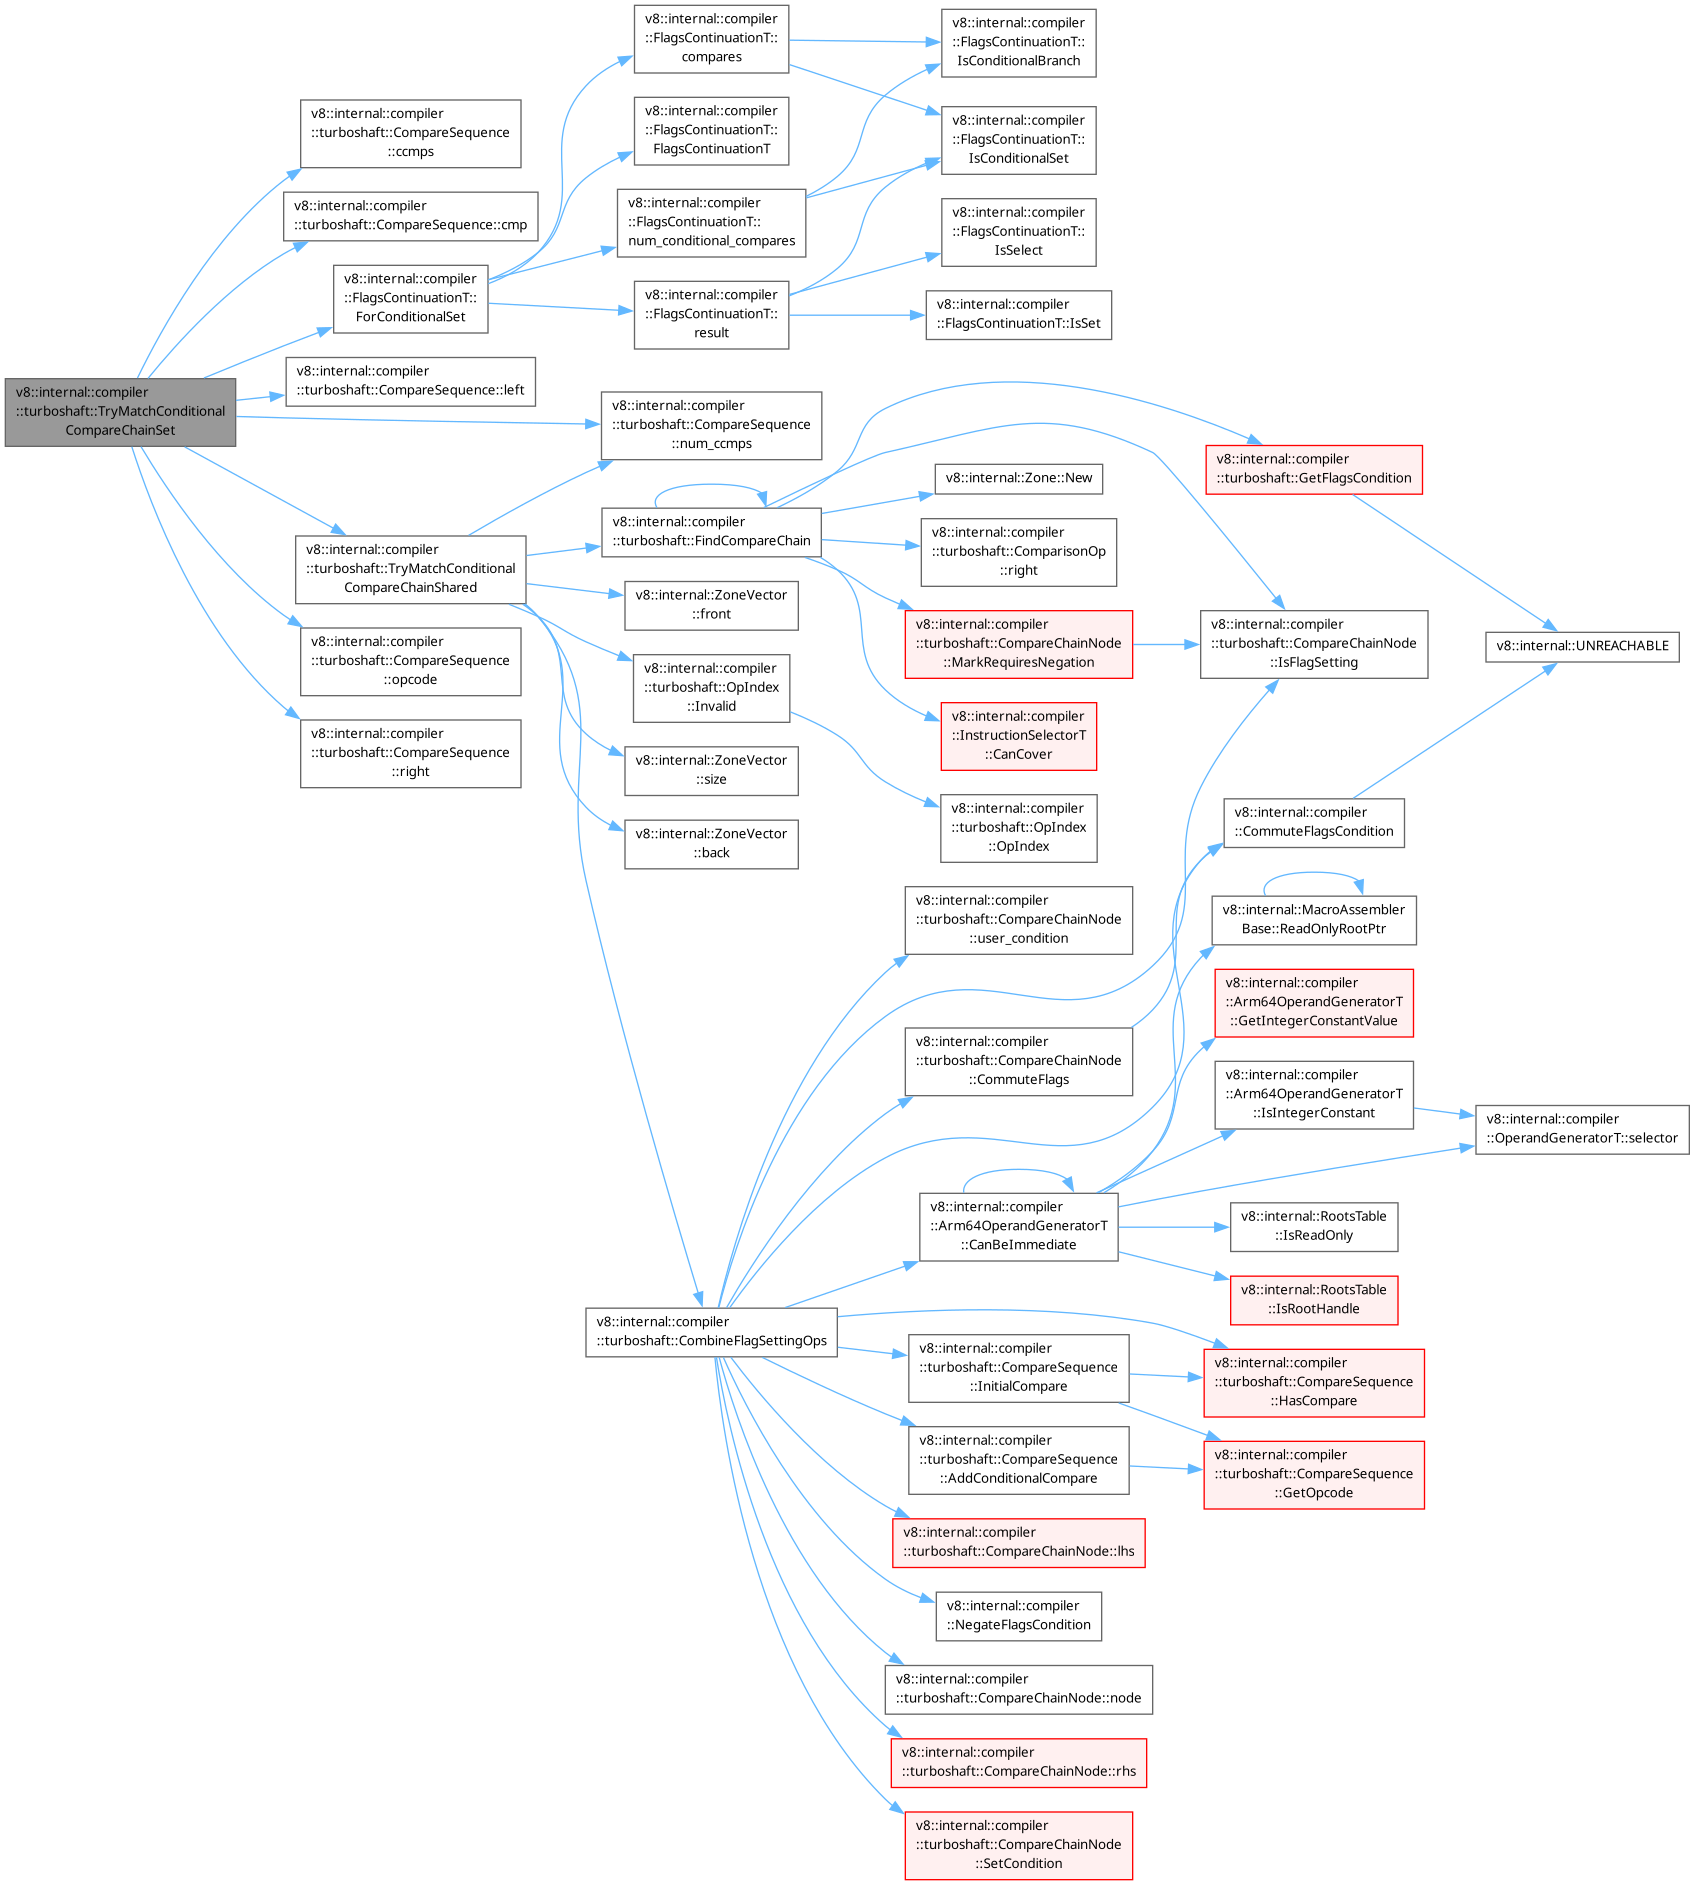 v8::internal::compiler
::turboshaft::TryMatchConditional
CompareChainSet
v8::internal::compiler
::turboshaft::CompareSequence
::ccmps
v8::internal::compiler
::turboshaft::CompareSequence::cmp
v8::internal::compiler
::FlagsContinuationT::
ForConditionalSet
v8::internal::compiler
::turboshaft::CompareSequence::left
v8::internal::compiler
::turboshaft::TryMatchConditional
CompareChainShared
v8::internal::compiler
::turboshaft::CompareSequence
::opcode
v8::internal::compiler
::turboshaft::CompareSequence
::right
v8::internal::compiler
::FlagsContinuationT::
compares
v8::internal::compiler
::FlagsContinuationT::
FlagsContinuationT
v8::internal::compiler
::FlagsContinuationT::
num_conditional_compares
v8::internal::compiler
::FlagsContinuationT::
result
v8::internal::compiler
::turboshaft::CompareSequence
::num_ccmps
v8::internal::compiler
::turboshaft::FindCompareChain
v8::internal::ZoneVector
::front
v8::internal::compiler
::turboshaft::OpIndex
::Invalid
v8::internal::ZoneVector
::size
v8::internal::ZoneVector
::back
v8::internal::compiler
::turboshaft::CombineFlagSettingOps
v8::internal::compiler
::FlagsContinuationT::
IsConditionalBranch
v8::internal::compiler
::FlagsContinuationT::
IsConditionalSet
v8::internal::compiler
::FlagsContinuationT::
IsSelect
v8::internal::compiler
::FlagsContinuationT::IsSet
v8::internal::Zone::New
v8::internal::compiler
::turboshaft::ComparisonOp
::right
v8::internal::compiler
::turboshaft::CompareChainNode
::MarkRequiresNegation
v8::internal::compiler
::InstructionSelectorT
::CanCover
v8::internal::compiler
::turboshaft::OpIndex
::OpIndex
v8::internal::compiler
::turboshaft::CompareChainNode
::user_condition
v8::internal::compiler
::turboshaft::CompareChainNode
::CommuteFlags
v8::internal::compiler
::Arm64OperandGeneratorT
::CanBeImmediate
v8::internal::compiler
::turboshaft::CompareSequence
::InitialCompare
v8::internal::compiler
::turboshaft::CompareSequence
::AddConditionalCompare
v8::internal::compiler
::turboshaft::CompareChainNode::lhs
v8::internal::compiler
::NegateFlagsCondition
v8::internal::compiler
::turboshaft::CompareChainNode::node
v8::internal::compiler
::turboshaft::CompareChainNode::rhs
v8::internal::compiler
::turboshaft::CompareChainNode
::SetCondition
v8::internal::compiler
::turboshaft::GetFlagsCondition
v8::internal::compiler
::turboshaft::CompareChainNode
::IsFlagSetting
v8::internal::compiler
::CommuteFlagsCondition
v8::internal::MacroAssembler
Base::ReadOnlyRootPtr
v8::internal::compiler
::Arm64OperandGeneratorT
::GetIntegerConstantValue
v8::internal::compiler
::Arm64OperandGeneratorT
::IsIntegerConstant
v8::internal::RootsTable
::IsReadOnly
v8::internal::RootsTable
::IsRootHandle
v8::internal::compiler
::turboshaft::CompareSequence
::HasCompare
v8::internal::compiler
::turboshaft::CompareSequence
::GetOpcode
v8::internal::UNREACHABLE
v8::internal::compiler
::OperandGeneratorT::selector